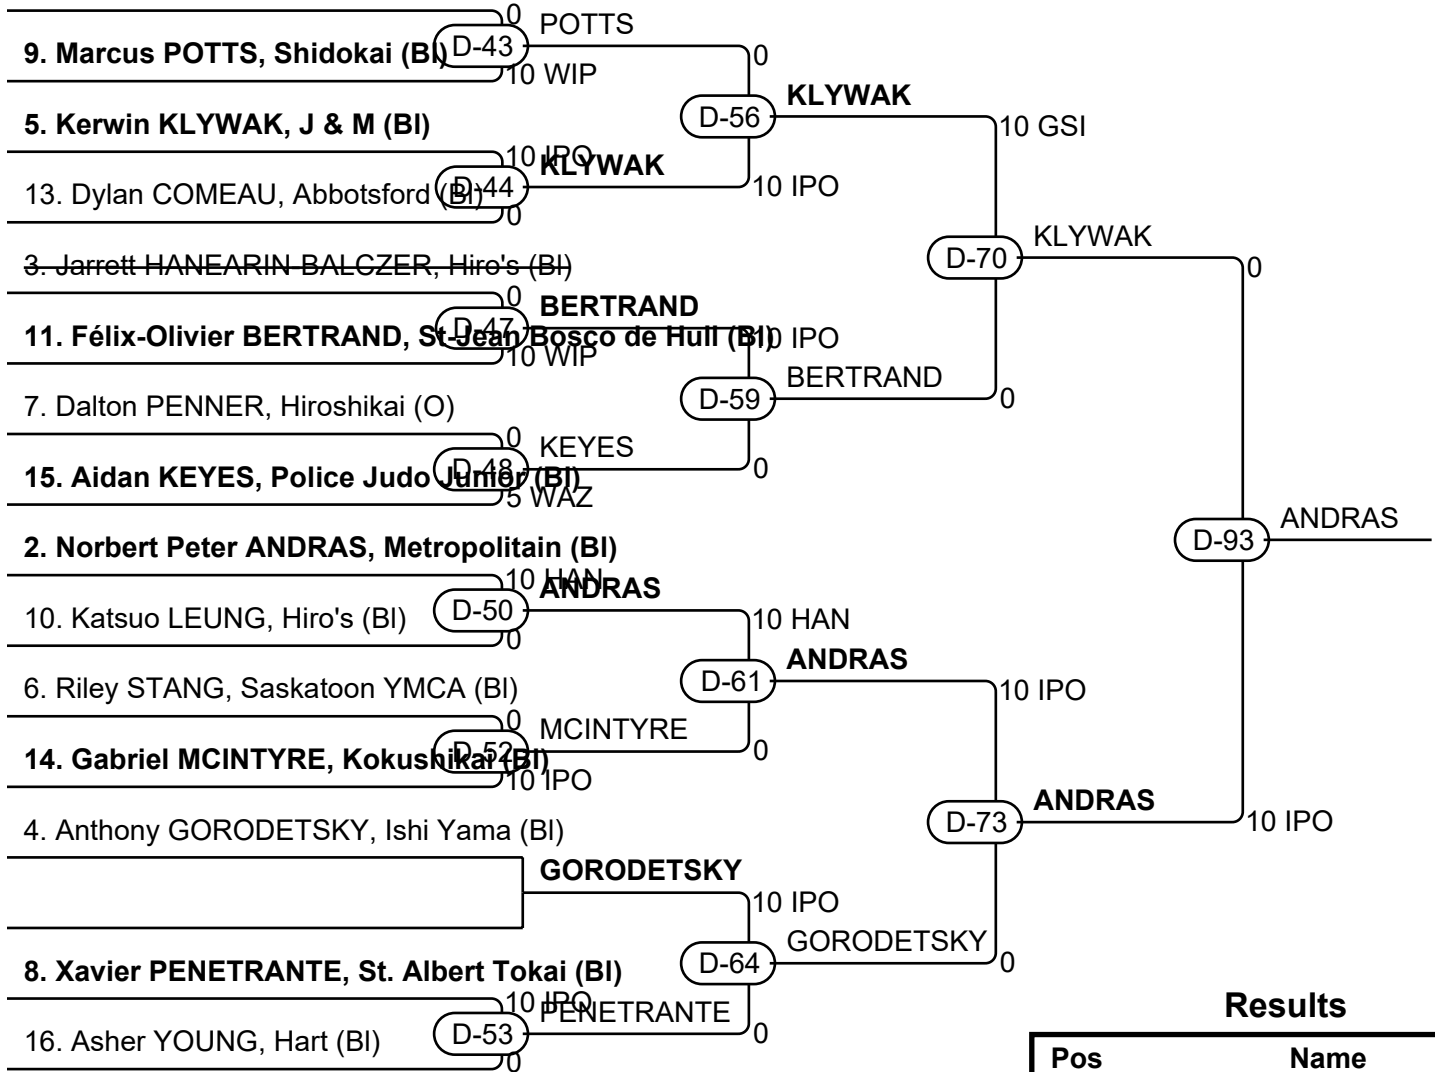 0
POTTS
9. Marcus POTTS, Shidokai (Bl)
D-43
0
10 WIP
5. Kerwin KLYWAK, J & M (Bl)
KLYWAK
D-56
10 GSI
10 IPO
KLYWAK
13. Dylan COMEAU, Abbotsford (Bl)
D-44
10 IPO
0
3. Jarrett HANEARIN-BALCZER, Hiro's (Bl)
KLYWAK
D-70
0
0
BERTRAND
11. Félix-Olivier BERTRAND, St-Jean Bosco de Hull (Bl)
D-47
10 IPO
10 WIP
BERTRAND
7. Dalton PENNER, Hiroshikai (O)
D-59
0
0
KEYES
15. Aidan KEYES, Police Judo Junior (Bl)
D-48
0
5 WAZ
2. Norbert Peter ANDRAS, Metropolitain (Bl)
ANDRAS
D-93
10 HAN
ANDRAS
10. Katsuo LEUNG, Hiro's (Bl)
D-50
10 HAN
0
ANDRAS
6. Riley STANG, Saskatoon YMCA (Bl)
D-61
10 IPO
0
MCINTYRE
14. Gabriel MCINTYRE, Kokushikai (Bl)
D-52
0
10 IPO
ANDRAS
4. Anthony GORODETSKY, Ishi Yama (Bl)
D-73
10 IPO
GORODETSKY
10 IPO
GORODETSKY
8. Xavier PENETRANTE, St. Albert Tokai (Bl)
D-64
0
10 IPO
PENETRANTE
16. Asher YOUNG, Hart (Bl)
D-53
0
0
Results
Pos Name